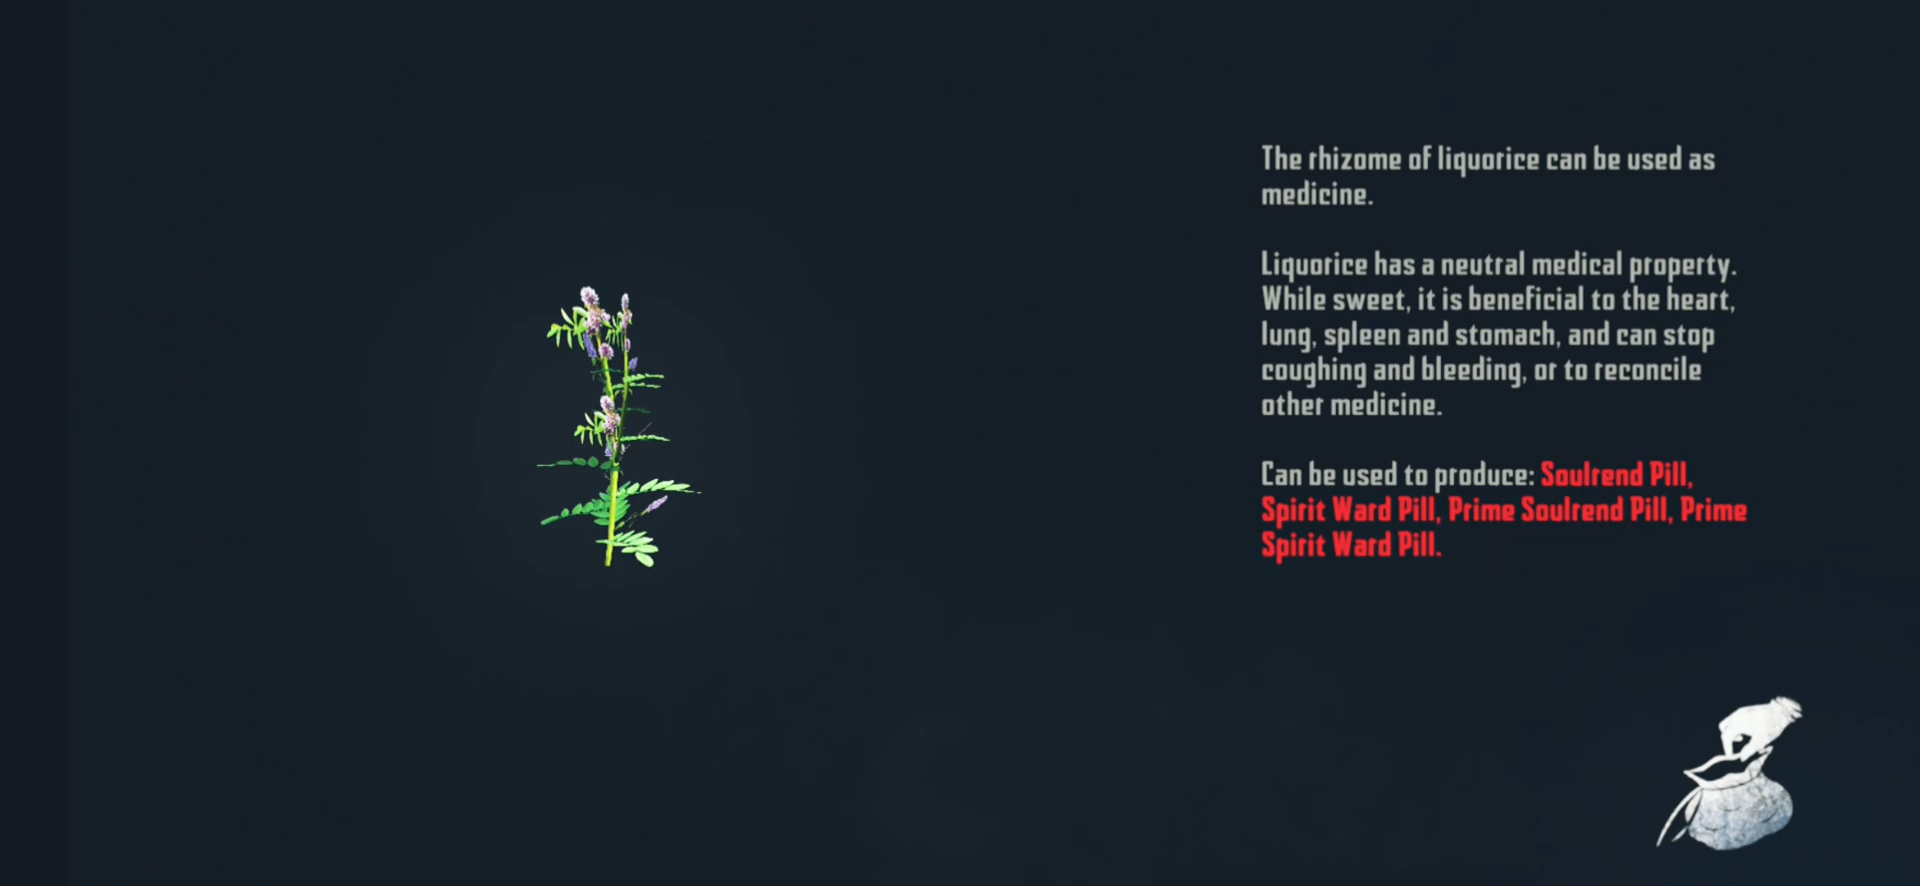 The rhizome of liquorice can be used as
medicine.
Liquorice has a neutral medical property.
While sweet, it is beneficial to the heart,
lung, spleen and stomach, and can stop
coughing and bleeding, or to reconcile
other medicine.
Can be used to produce: Soulrend Pill,
Spirit Ward Pill, Prime Soulrend Pill, Prime
Spirit Ward Pill.